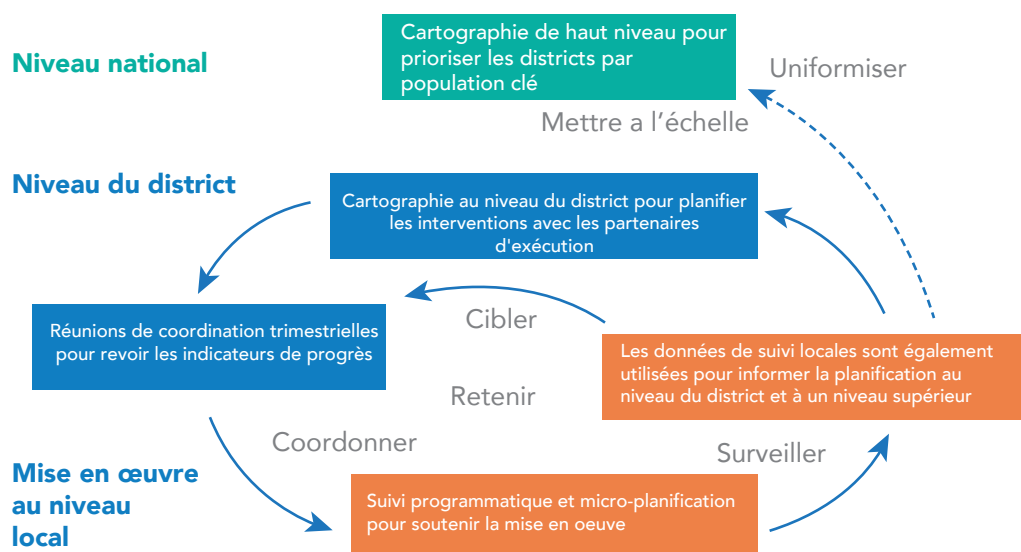 Niveau national
Cartographie de haut niveau pour
prioriser les districts par
population clé
Uniformiser
Mettre a l'échelle
Niveau du district
Cartographie au niveau du district pour planifier
les interventions avec les partenaires
d'exécution
Réunions de coordination trimestrielles
pour revoir les indicateurs de progrès
Cibler
Les données de suivi locales sont également
utilisées pour informer la planification au
niveau du district et à un niveau supérieur
Retenir
Coordonner
Surveiller
Mise en œuvre
au niveau
local
Suivi programmatique et micro-planification
pour soutenir la mise en oeuve